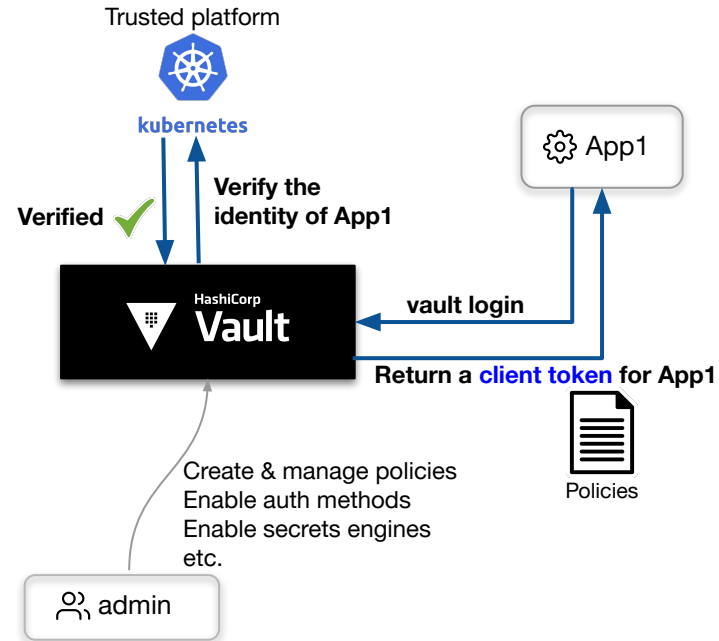 Trusted platform
kubernetes
App1
Verify the
identity of App1
Verified
HashiCorp
Vault
vault login
Return a client token for App1
Policies
Create & manage policies
Enable auth methods
Enable secrets engines
etc.
admin